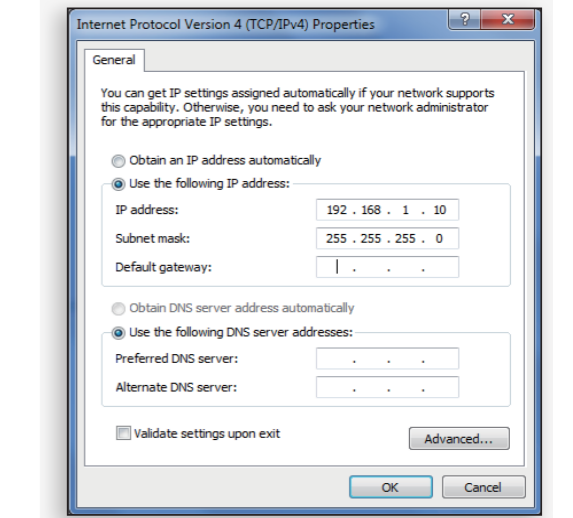 Internet Protocol Version 4 (TCP/IPv4) Properties
?
General
You can get IP settings assigned automatically if your network supports
this capability. Otherwise, you need to ask your network administrator
for the appropriate IP settings.
Obtain an IP address automatically
Use the following IP address:
IP address: 192 . 168 . 1 . 10
Subnet mask: 255 . 255 . 255 . 0
Default gateway: . . .
Obtain DNS server address automatically
Use the following DNS server addresses:
Preferred DNS server: . . .
Alternate DNS server: . . .
Validate settings upon exit
Advanced...
OK Cancel